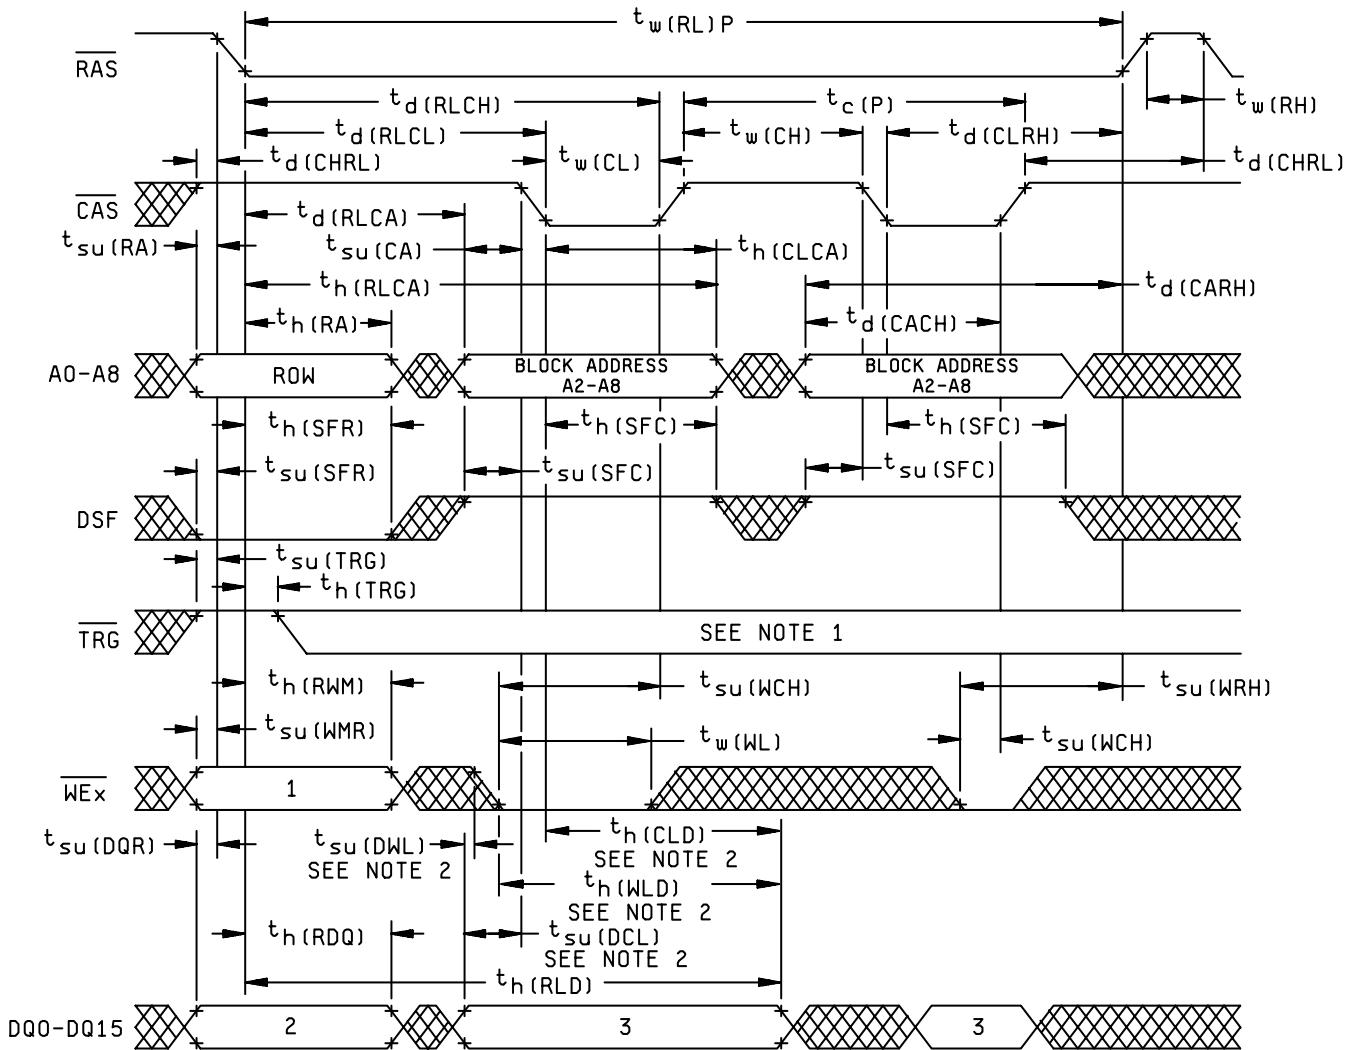 tw(RL)P
RAS
td(RLCH) tc(P) tw(RH)
td(RLCL) tw(CH) td(CLRH)
td(CHRL) tw(CL) td(CHRL)
CAS
td(RLCA)
tsu(RA) tsu(CA) th(CLCA)
th(RLCA) td(CARH)
th(RA) td(CACH)
A0-A8 ROW BLOCK ADDRESS A2-A8 BLOCK ADDRESS A2-A8
th(SFR) th(SFC) th(SFC)
tsu(SFR) tsu(SFC) tsu(SFC)
DSF
tsu(TRG)
th(TRG)
TRG SEE NOTE 1
th(RWM) tsu(WCH) tsu(WRH)
tsu(WMR) tw(WL) tsu(WCH)
WEx 1
tsu(DQR) tsu(DWL) th(CLD)
SEE NOTE 2 SEE NOTE 2
th(WLD)
SEE NOTE 2
th(RDQ) tsu(DCL)
SEE NOTE 2
th(RLD)
DQ0-DQ15 2 3 3